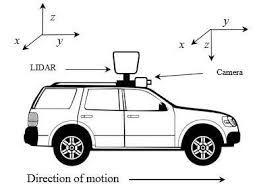 z
x y
y
x z
LIDAR
Camera
Direction of motion